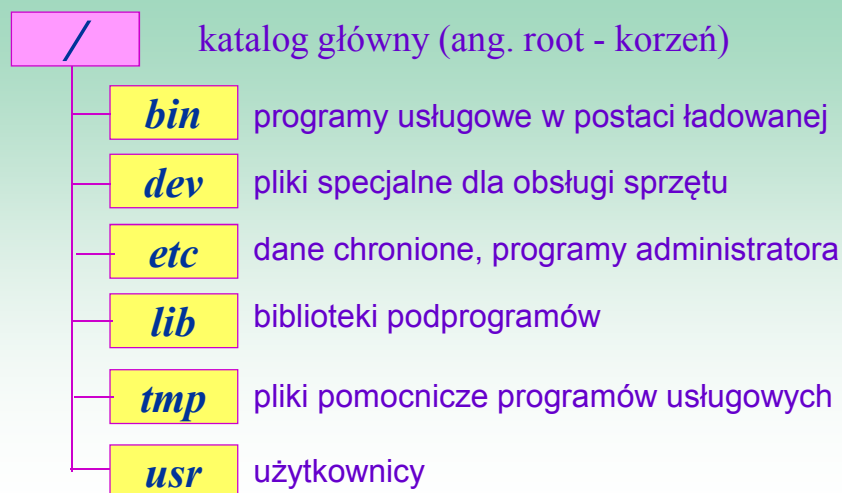 / katalog główny (ang. root - korzeń)
bin programy usługowe w postaci ładowanej
dev pliki specjalne dla obsługi sprzętu
etc dane chronione, programy administratora
lib biblioteki podprogramów
tmp pliki pomocnicze programów usługowych
usr użytkownicy